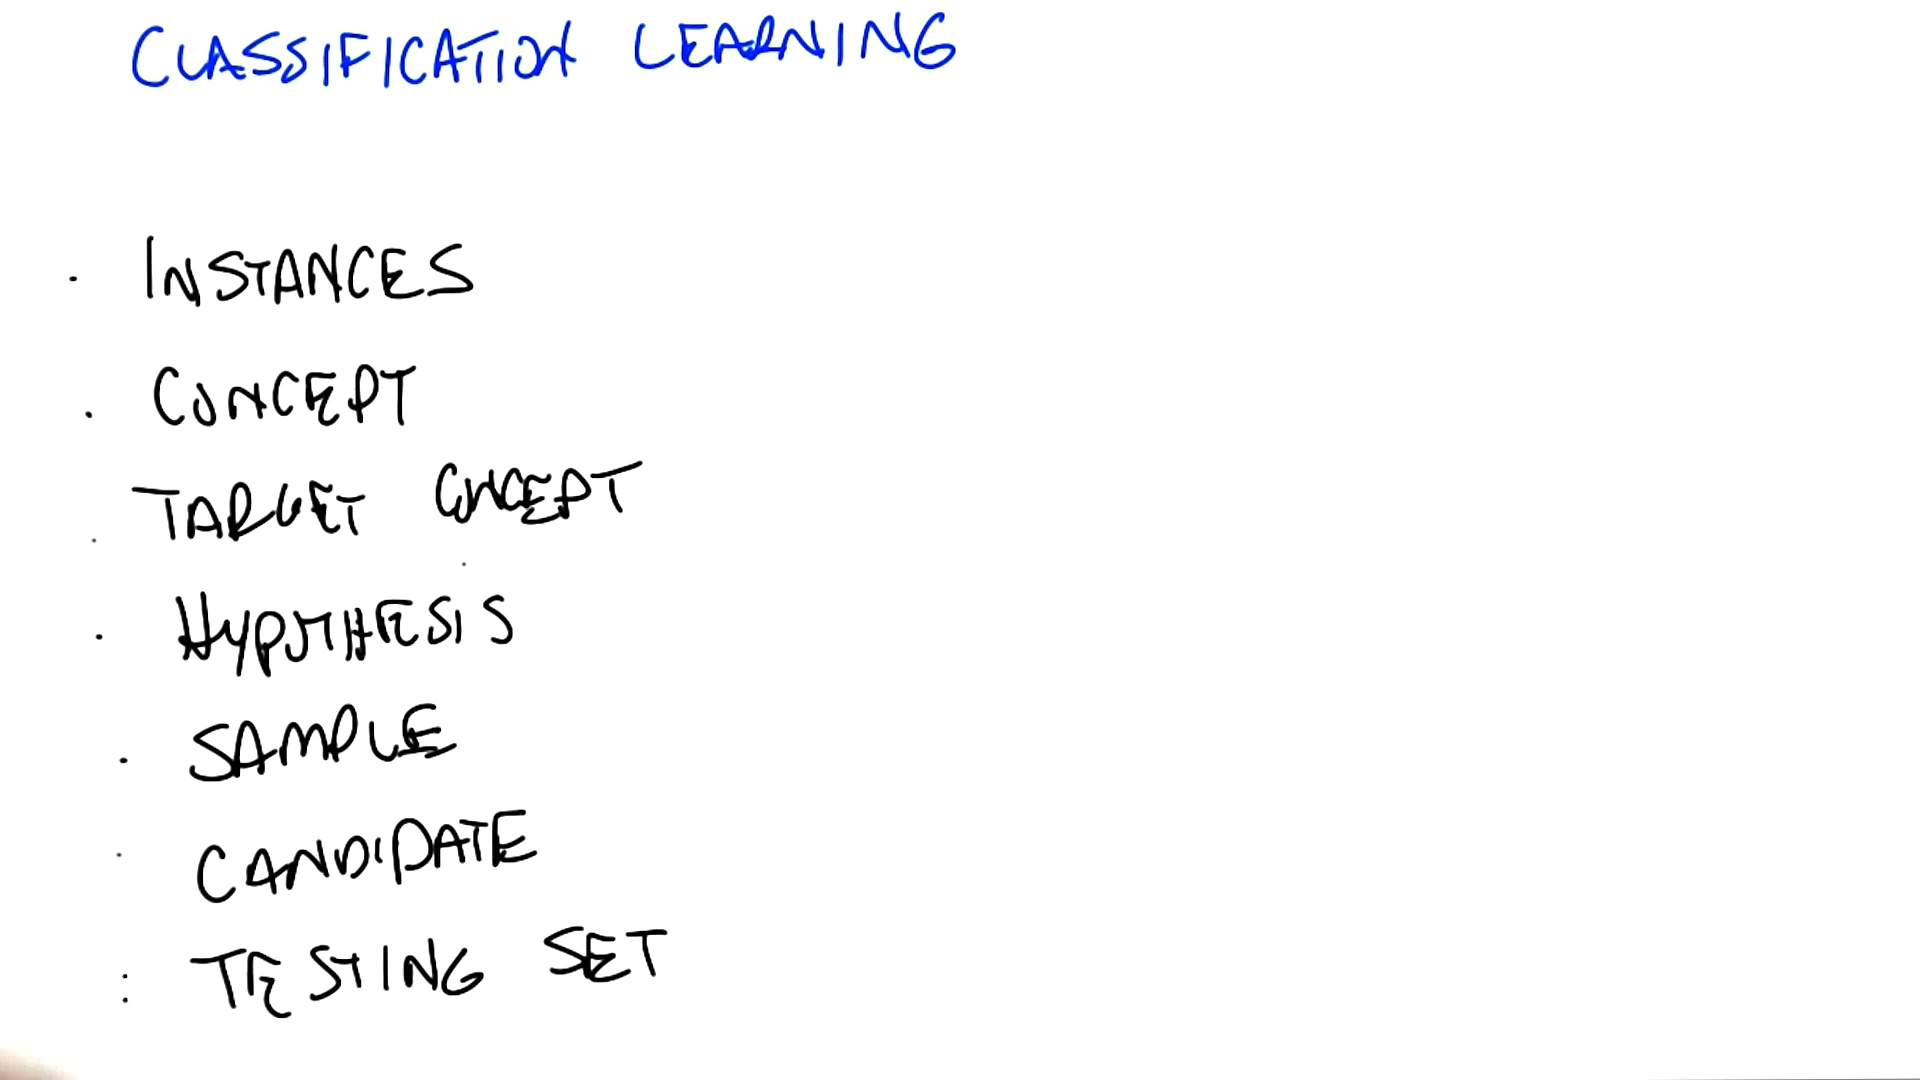 CLASSIFICATION LEARNING
· INSTANCES
· CONCEPT
· TARGET CONCEPT
· HYPOTHESIS
· SAMPLE
· CANDIDATE
: TESTING SET